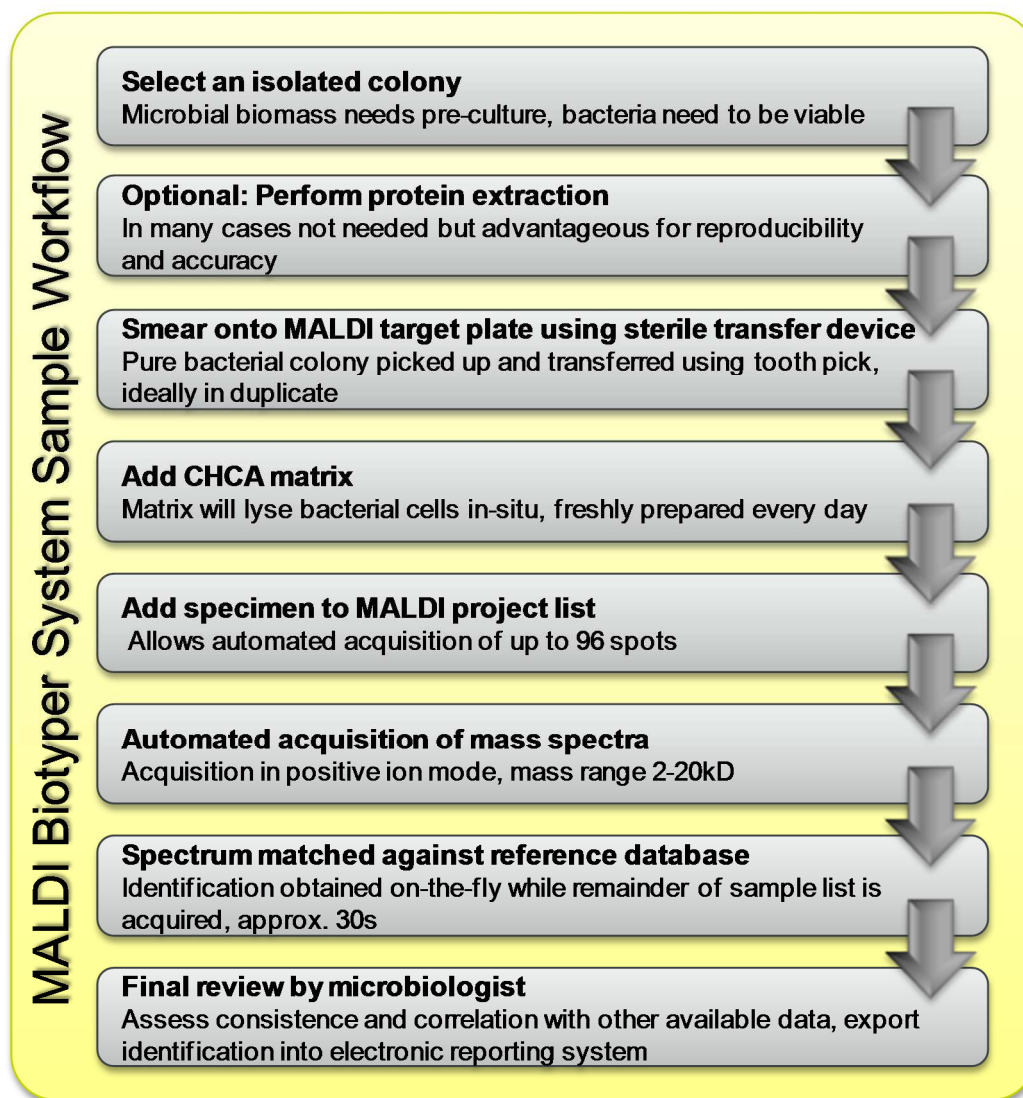 MALDI Biotyper System Sample Workflow
Select an isolated colony
Microbial biomass needs pre-culture, bacteria need to be viable
Optional: Perform protein extraction
In many cases not needed but advantageous for reproducibility
and accuracy
Smear onto MALDI target plate using sterile transfer device
Pure bacterial colony picked up and transferred using tooth pick,
ideally in duplicate
Add CHCA matrix
Matrix will lyse bacterial cells in-situ, freshly prepared every day
Add specimen to MALDI project list
Allows automated acquisition of up to 96 spots
Automated acquisition of mass spectra
Acquisition in positive ion mode, mass range 2-20kD
Spectrum matched against reference database
Identification obtained on-the-fly while remainder of sample list is
acquired, approx. 30s
Final review by microbiologist
Assess consistence and correlation with other available data, export
identification into electronic reporting system